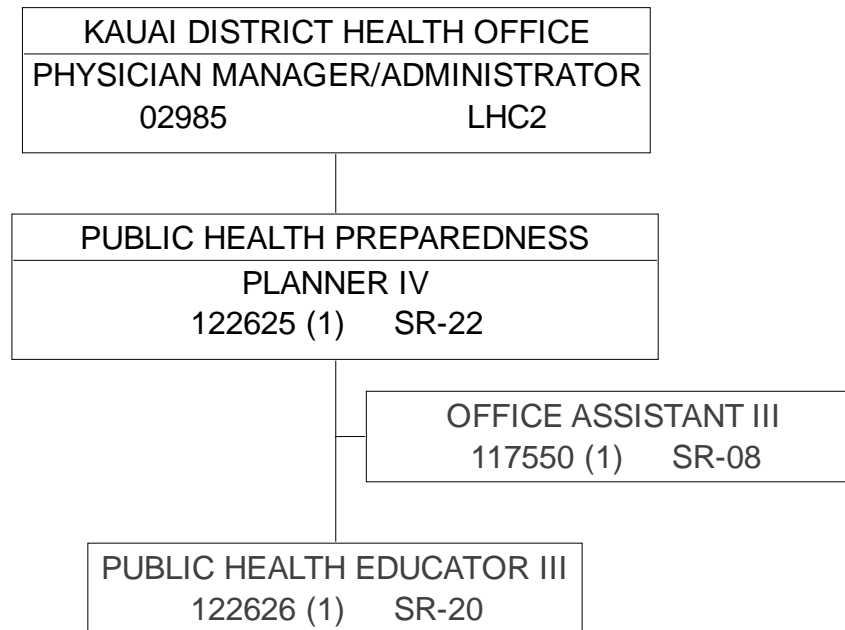 KAUAI DISTRICT HEALTH OFFICE
PHYSICIAN MANAGER/ADMINISTRATOR
02985 LHC2
PUBLIC HEALTH PREPAREDNESS
PLANNER IV
122625 (1) SR-22
OFFICE ASSISTANT III
117550 (1) SR-08
PUBLIC HEALTH EDUCATOR III
122626 (1) SR-20